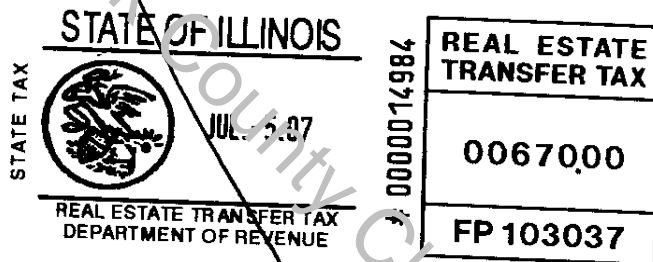 STATE OF ILLINOIS
STATE TAX
REAL ESTATE TRANSFER TAX
DEPARTMENT OF REVENUE
# 0000014984
REAL ESTATE
TRANSFER TAX
0067000
FP 103037
County